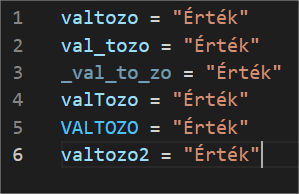 1 valtozo = "Érték"
2 val_tozo = "Érték"
3 _val_to_zo = "Érték"
4 valTozo = "Érték"
5 VALTOZO = "Érték"
6 valtozo2 = "Érték"